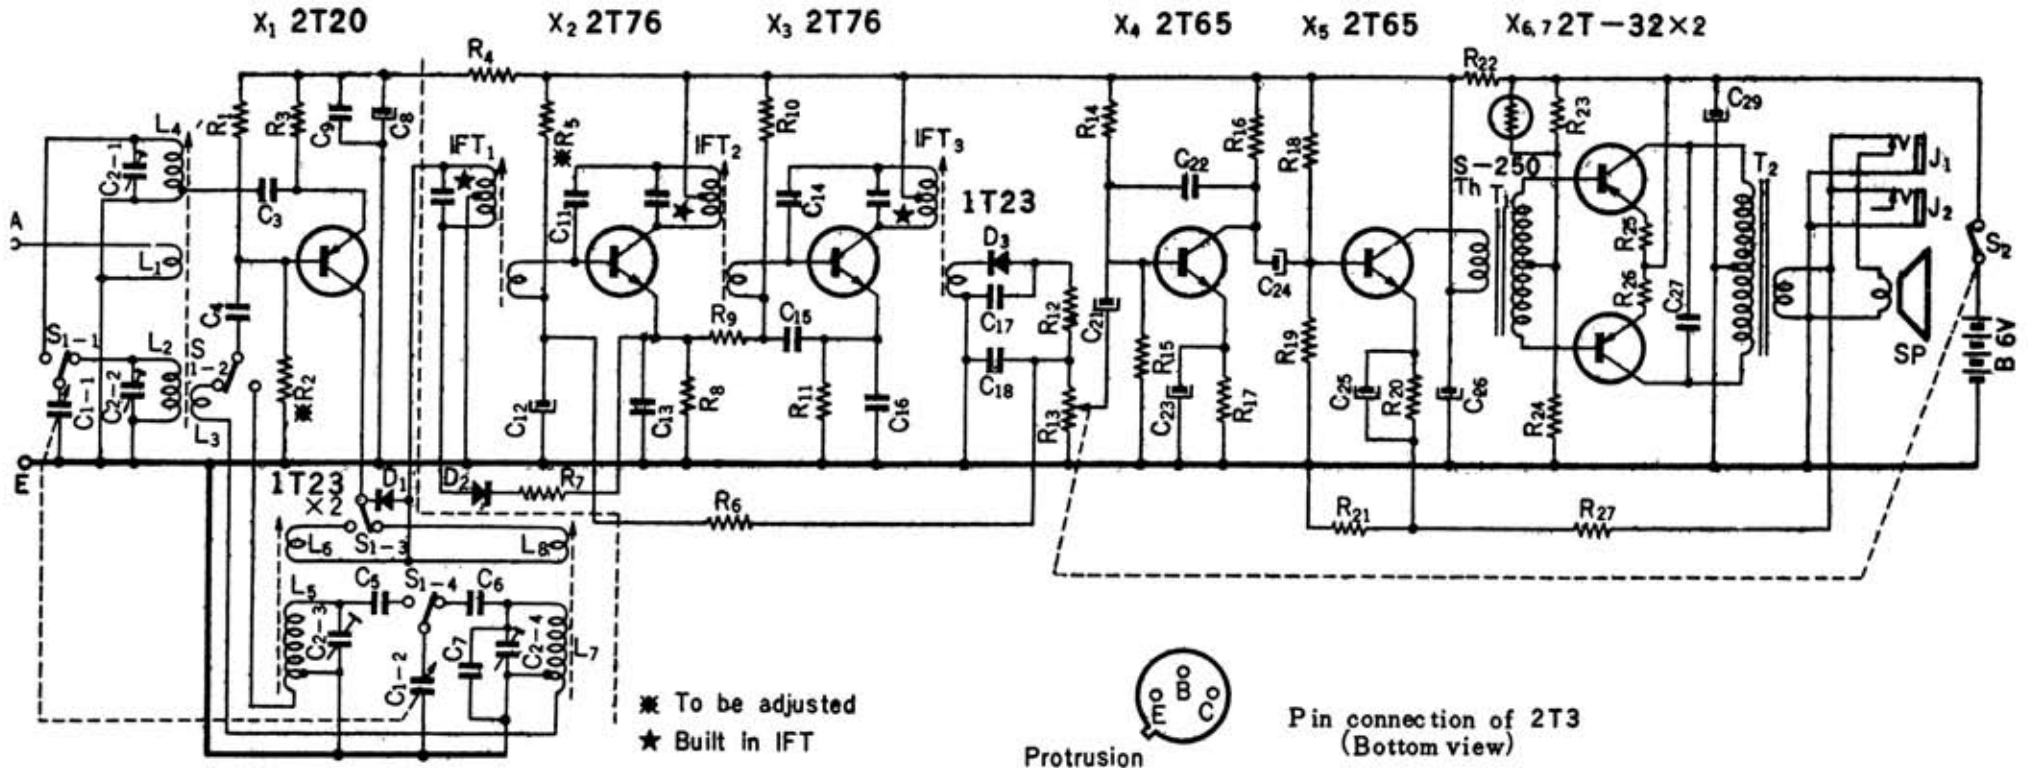 X1 2T20 X2 2T76 X3 2T76 X4 2T65 X5 2T65 X6,7 2T-32×2
R4 R22
R1 R3 C9 C8 ※R5 R10 R14 R16 R18 R23 C29
L4 C2-1 C3 IFT1 ★ IFT2 ★ IFT3 ★ C11 C14 C22 S-250 Th T1 T2 J1 J2
A L1 1T23 D3 C24 R25 R26 S2
C4 R9 C15 C17 R12 C21 R19 C27
S1-1 L2 S1-2 C18 R15 SP B 6V
C1-1 C2-2 L3 ※R2 C12 C13 R8 R11 C16 R13 C23 R17 C25 R20 C26 R24
E
1T23 ×2 D1 D2 R7
R6 R21 R27
L6 S1-3 L8
L5 C5 S1-4 C6
C2-3 C1-2 C7 C2-4 L7
※ To be adjusted
★ Built in IFT
E B C
Protrusion
Pin connection of 2T3
(Bottom view)